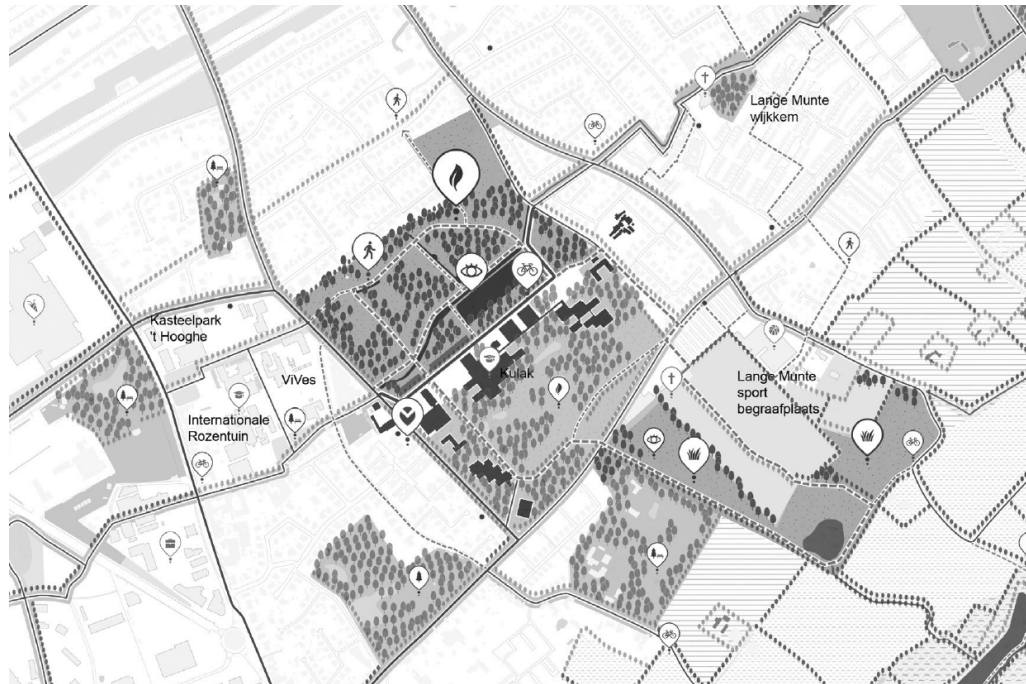 Lange Munte
wijkkem
Kasteelpark
't Hooghe
ViVes
Kulak
Internationale
Rozentuin
Lange Munte
sport
begraafplaats